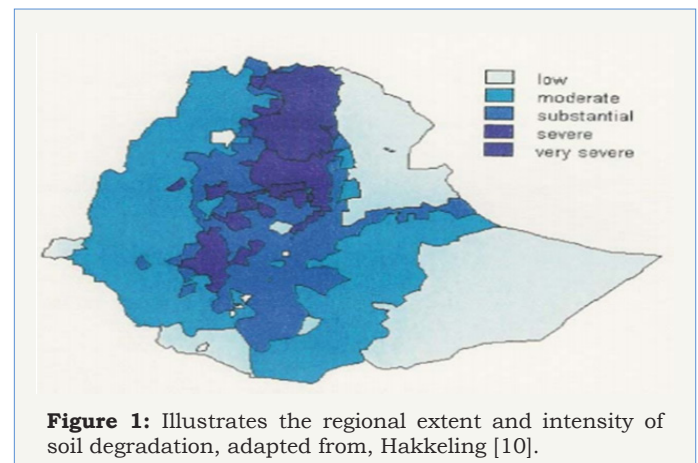 low
moderate
substantial
severe
very severe
Figure 1: Illustrates the regional extent and intensity of
soil degradation, adapted from, Hakkeling [10].